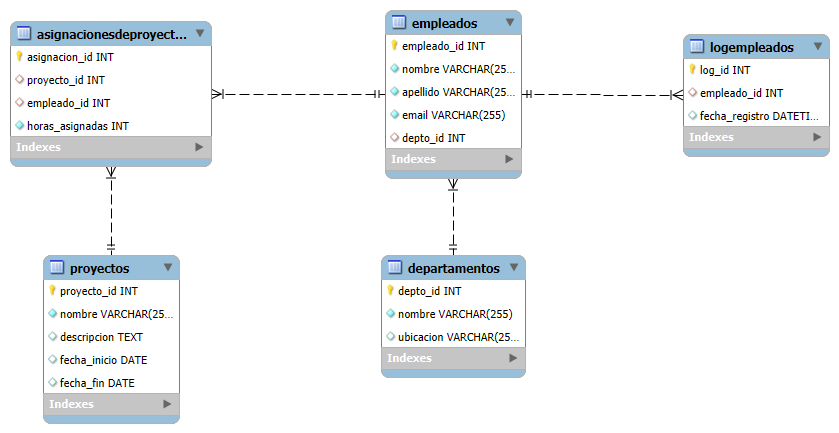 asignacionesdeproyect...
asignacion_id INT
proyecto_id INT
empleado_id INT
horas_asignadas INT
Indexes
empleados
empleado_id INT
nombre VARCHAR(25...
apellido VARCHAR(25...
email VARCHAR(255)
depto_id INT
Indexes
logempleados
log_id INT
empleado_id INT
fecha_registro DATETI...
Indexes
proyectos
proyecto_id INT
nombre VARCHAR(25...
descripcion TEXT
fecha_inicio DATE
fecha_fin DATE
Indexes
departamentos
depto_id INT
nombre VARCHAR(255)
ubicacion VARCHAR(25...
Indexes